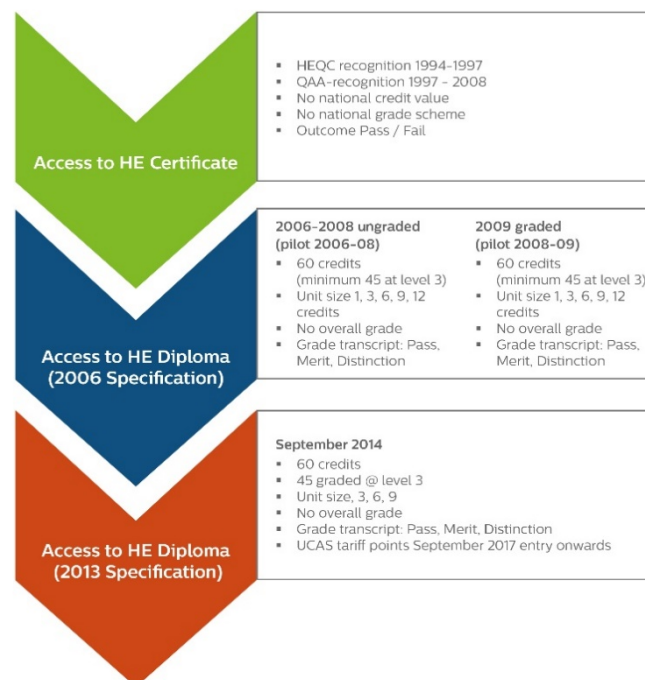 Access to HE Certificate
▪ HEQC recognition 1994-1997
▪ QAA-recognition 1997 - 2008
▪ No national credit value
▪ No national grade scheme
▪ Outcome Pass / Fail
Access to HE Diploma
(2006 Specification)
2006-2008 ungraded
(pilot 2006-08)
▪ 60 credits
(minimum 45 at level 3)
▪ Unit size 1, 3, 6, 9, 12
credits
▪ No overall grade
▪ Grade transcript: Pass,
Merit, Distinction
2009 graded
(pilot 2008-09)
▪ 60 credits
(minimum 45 at level 3)
▪ Unit size 1, 3, 6, 9, 12
credits
▪ No overall grade
▪ Grade transcript: Pass,
Merit, Distinction
Access to HE Diploma
(2013 Specification)
September 2014
▪ 60 credits
▪ 45 graded @ level 3
▪ Unit size, 3, 6, 9
▪ No overall grade
▪ Grade transcript: Pass, Merit, Distinction
▪ UCAS tariff points September 2017 entry onwards